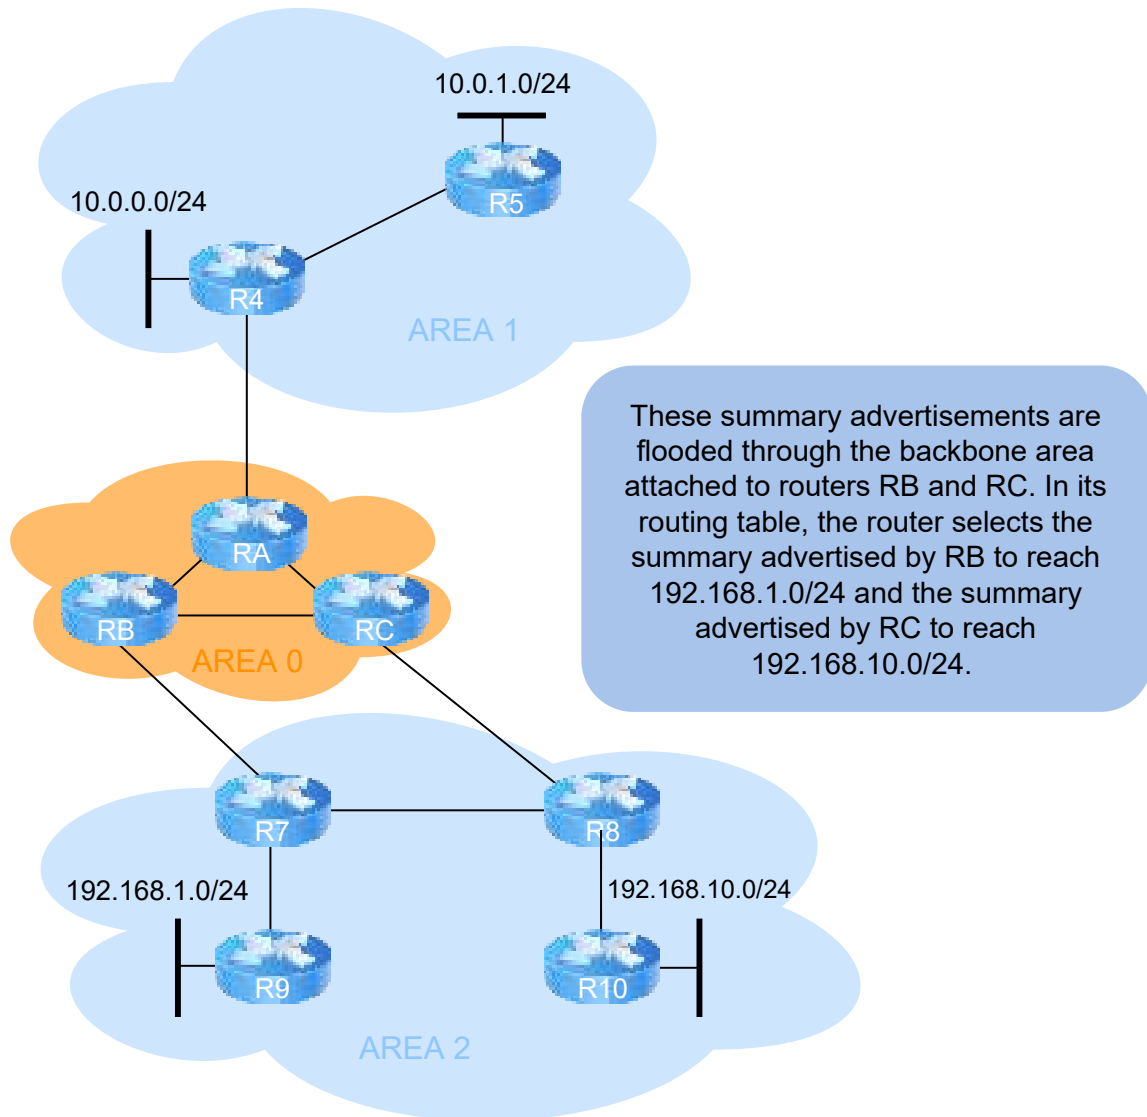 10.0.1.0/24
R5
10.0.0.0/24
R4
AREA 1
These summary advertisements are
flooded through the backbone area
attached to routers RB and RC. In its
routing table, the router selects the
summary advertised by RB to reach
192.168.1.0/24 and the summary
advertised by RC to reach
192.168.10.0/24.
RA
RB
RC
AREA 0
R7
R8
192.168.1.0/24
192.168.10.0/24
R9
R10
AREA 2